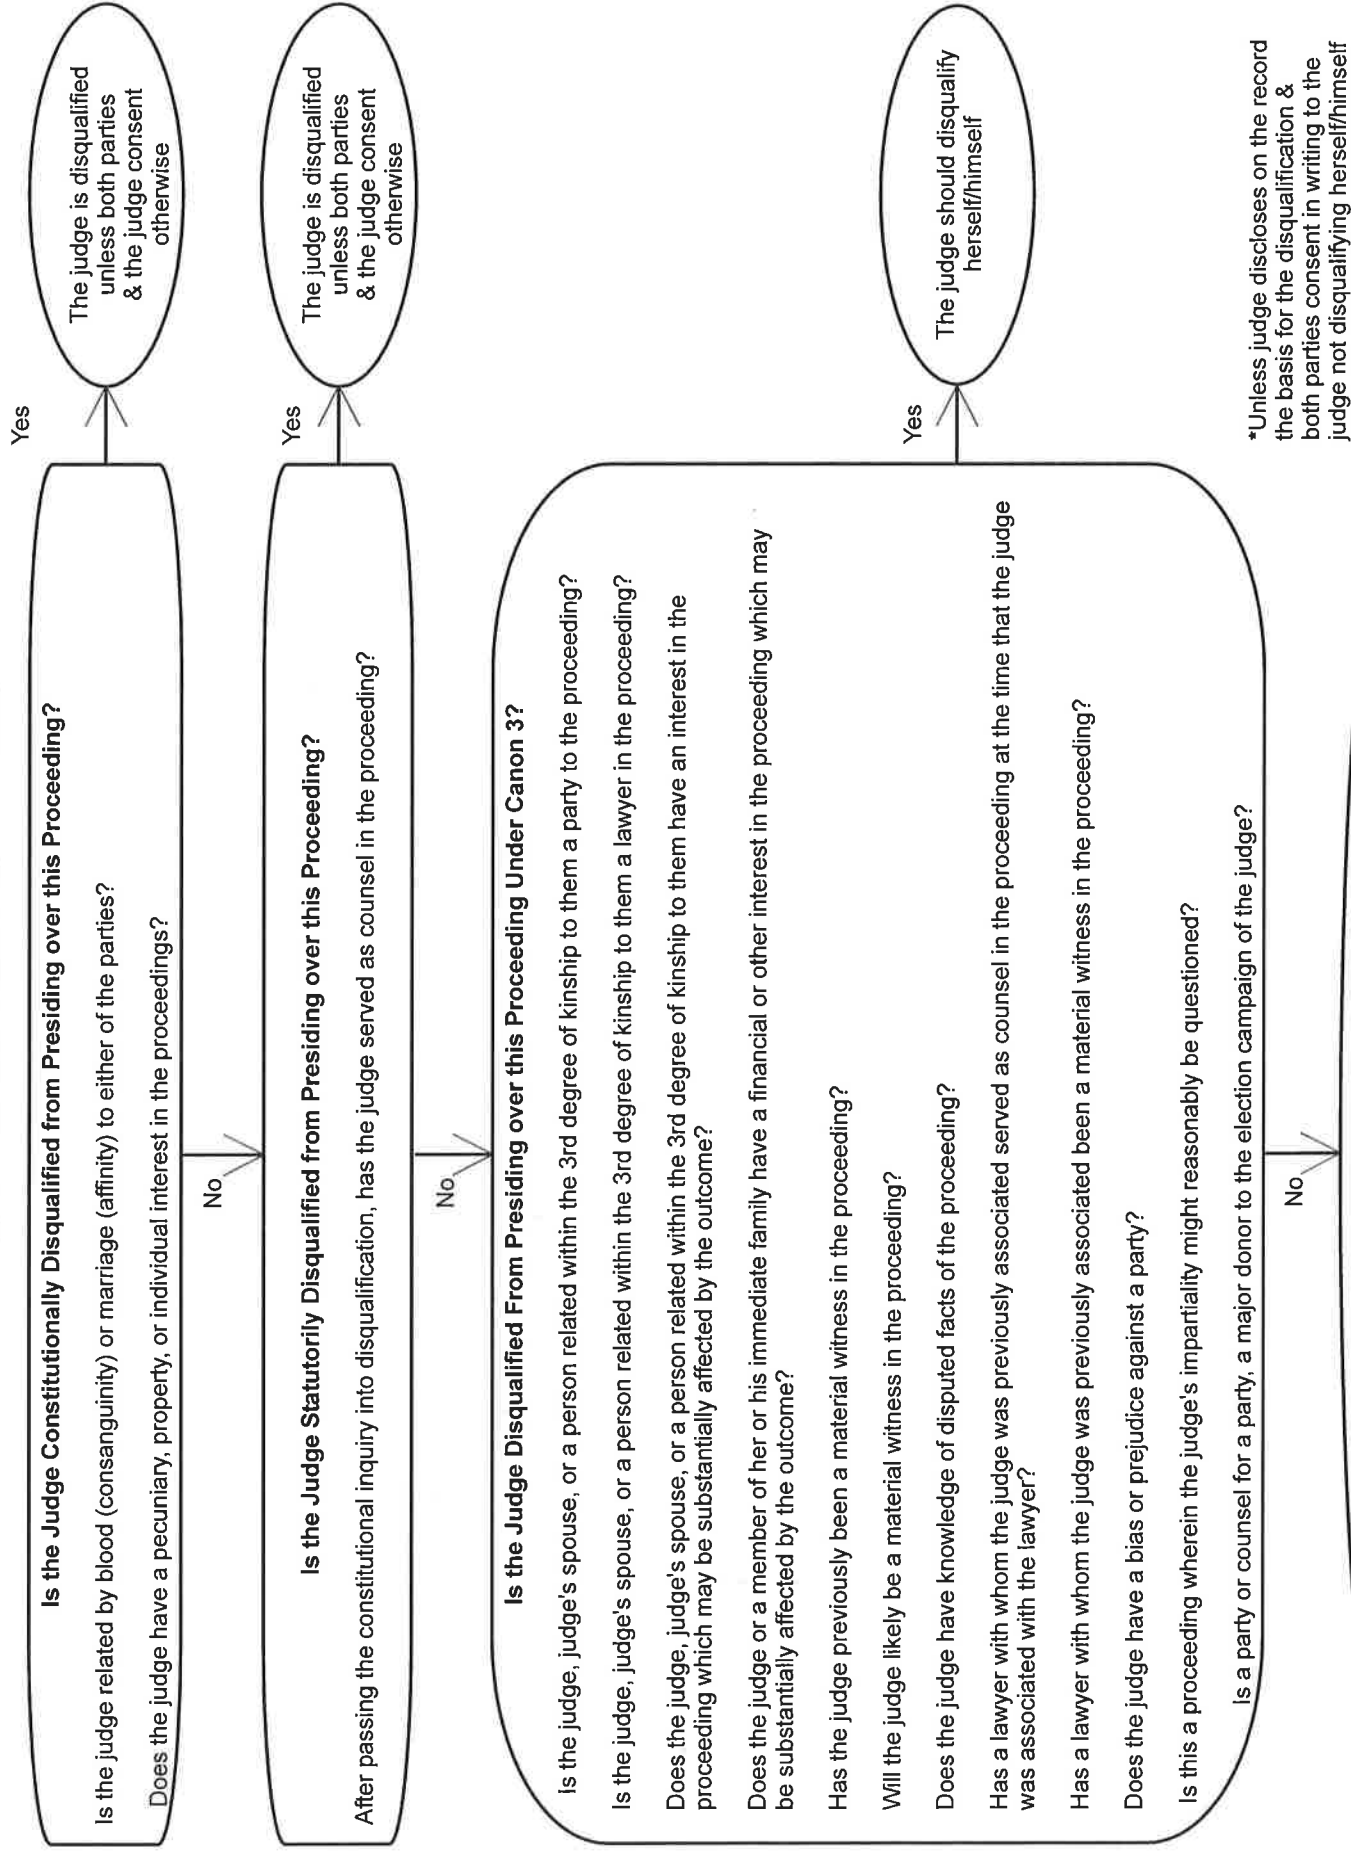 Is the Judge Constitutionally Disqualified from Presiding over this Proceeding?
Is the judge related by blood (consanguinity) or marriage (affinity) to either of the parties?
Does the judge have a pecuniary, property, or individual interest in the proceedings?
Yes
The judge is disqualified
unless both parties
& the judge consent
otherwise
No
Is the Judge Statutorily Disqualified from Presiding over this Proceeding?
After passing the constitutional inquiry into disqualification, has the judge served as counsel in the proceeding?
Yes
The judge is disqualified
unless both parties
& the judge consent
otherwise
No
Is the Judge Disqualified From Presiding over this Proceeding Under Canon 3?
Is the judge, judge's spouse, or a person related within the 3rd degree of kinship to them a party to the proceeding?
Is the judge, judge's spouse, or a person related within the 3rd degree of kinship to them a lawyer in the proceeding?
Does the judge, judge's spouse, or a person related within the 3rd degree of kinship to them have an interest in the
proceeding which may be substantially affected by the outcome?
Does the judge or a member of her or his immediate family have a financial or other interest in the proceeding which may
be substantially affected by the outcome?
Has the judge previously been a material witness in the proceeding?
Will the judge likely be a material witness in the proceeding?
Does the judge have knowledge of disputed facts of the proceeding?
Has a lawyer with whom the judge was previously associated served as counsel in the proceeding at the time that the judge
was associated with the lawyer?
Has a lawyer with whom the judge was previously associated been a material witness in the proceeding?
Does the judge have a bias or prejudice against a party?
Is this a proceeding wherein the judge's impartiality might reasonably be questioned?
Is a party or counsel for a party, a major donor to the election campaign of the judge?
Yes
The judge should disqualify
herself/himself
*Unless judge discloses on the record
the basis for the disqualification &
both parties consent in writing to the
judge not disqualifying herself/himself
No